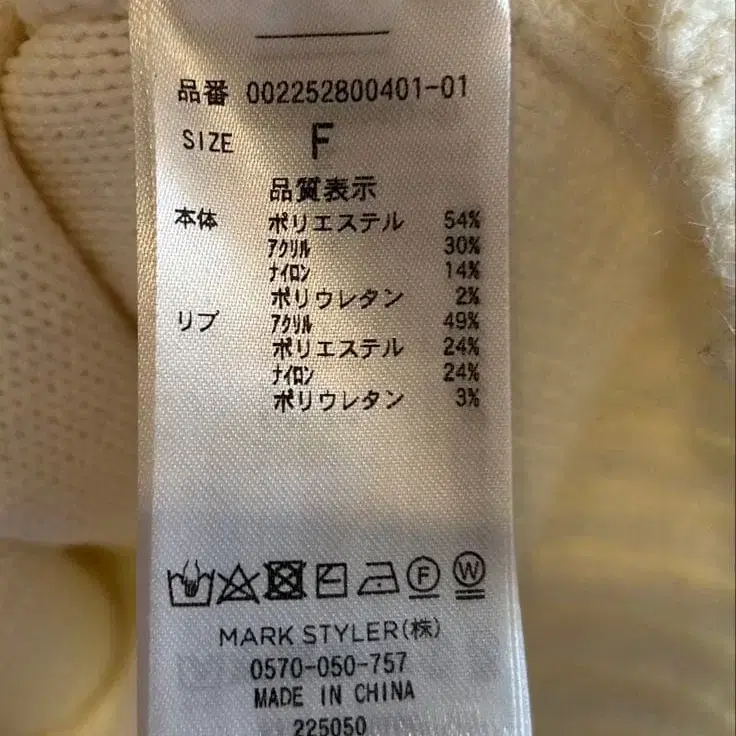 品番 002252800401-01
SIZE F
品質表示
本体 ポリエステル 54%
アクリル 30%
ナイロン 14%
ポリウレタン 2%
リブ アクリル 49%
ポリエステル 24%
ナイロン 24%
ポリウレタン 3%
F W
MARK STYLER(株)
0570-050-757
MADE IN CHINA
225050